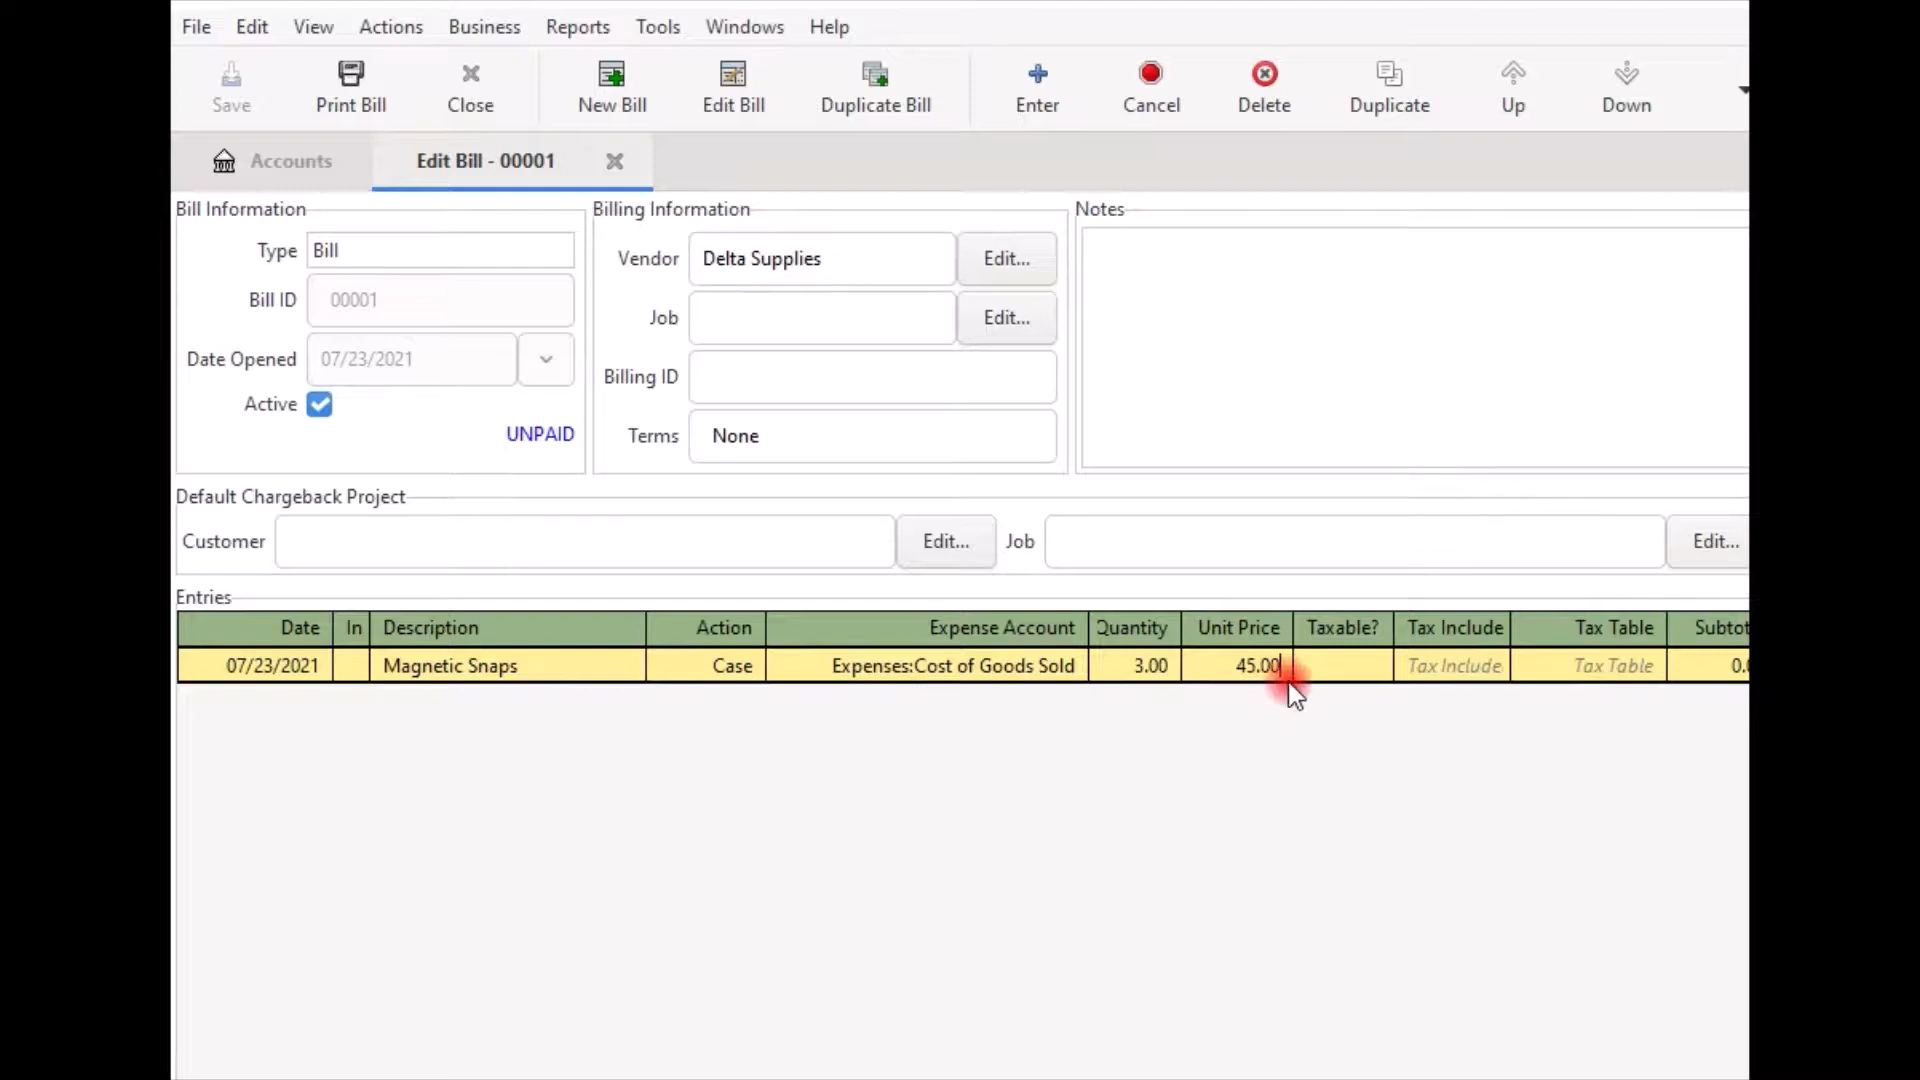 File Edit View Actions Business Reports Tools Windows Help
Save Print Bill Close New Bill Edit Bill Duplicate Bill Enter Cancel Delete Duplicate Up Down
Accounts Edit Bill - 00001
Bill Information
Type Bill
Bill ID 00001
Date Opened 07/23/2021
Active
UNPAID
Billing Information
Vendor Delta Supplies Edit...
Job Edit...
Billing ID
Terms None
Notes
Default Chargeback Project
Customer Edit... Job Edit...
Entries
Date In Description Action Expense Account Quantity Unit Price Taxable? Tax Include Tax Table Subtot
07/23/2021 Magnetic Snaps Case Expenses:Cost of Goods Sold 3.00 45.00 Tax Include Tax Table 0.